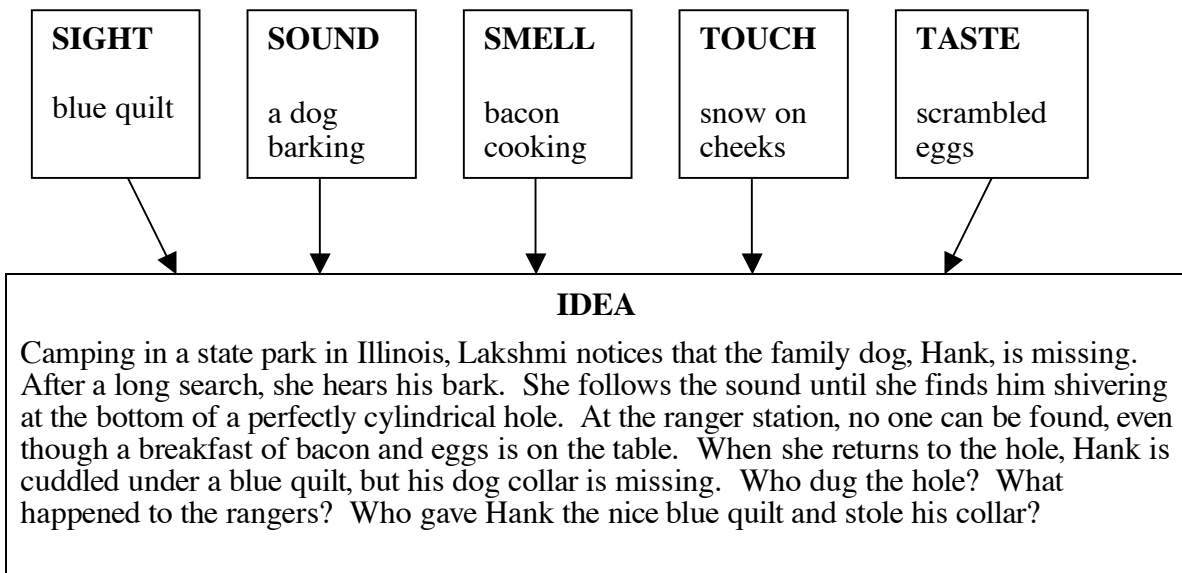 SIGHT
blue quilt
SOUND
a dog
barking
SMELL
bacon
cooking
TOUCH
snow on
cheeks
TASTE
scrambled
eggs
IDEA
Camping in a state park in Illinois, Lakshmi notices that the family dog, Hank, is missing.
After a long search, she hears his bark.  She follows the sound until she finds him shivering
at the bottom of a perfectly cylindrical hole.  At the ranger station, no one can be found, even
though a breakfast of bacon and eggs is on the table.  When she returns to the hole, Hank is
cuddled under a blue quilt, but his dog collar is missing.  Who dug the hole?  What
happened to the rangers?  Who gave Hank the nice blue quilt and stole his collar?